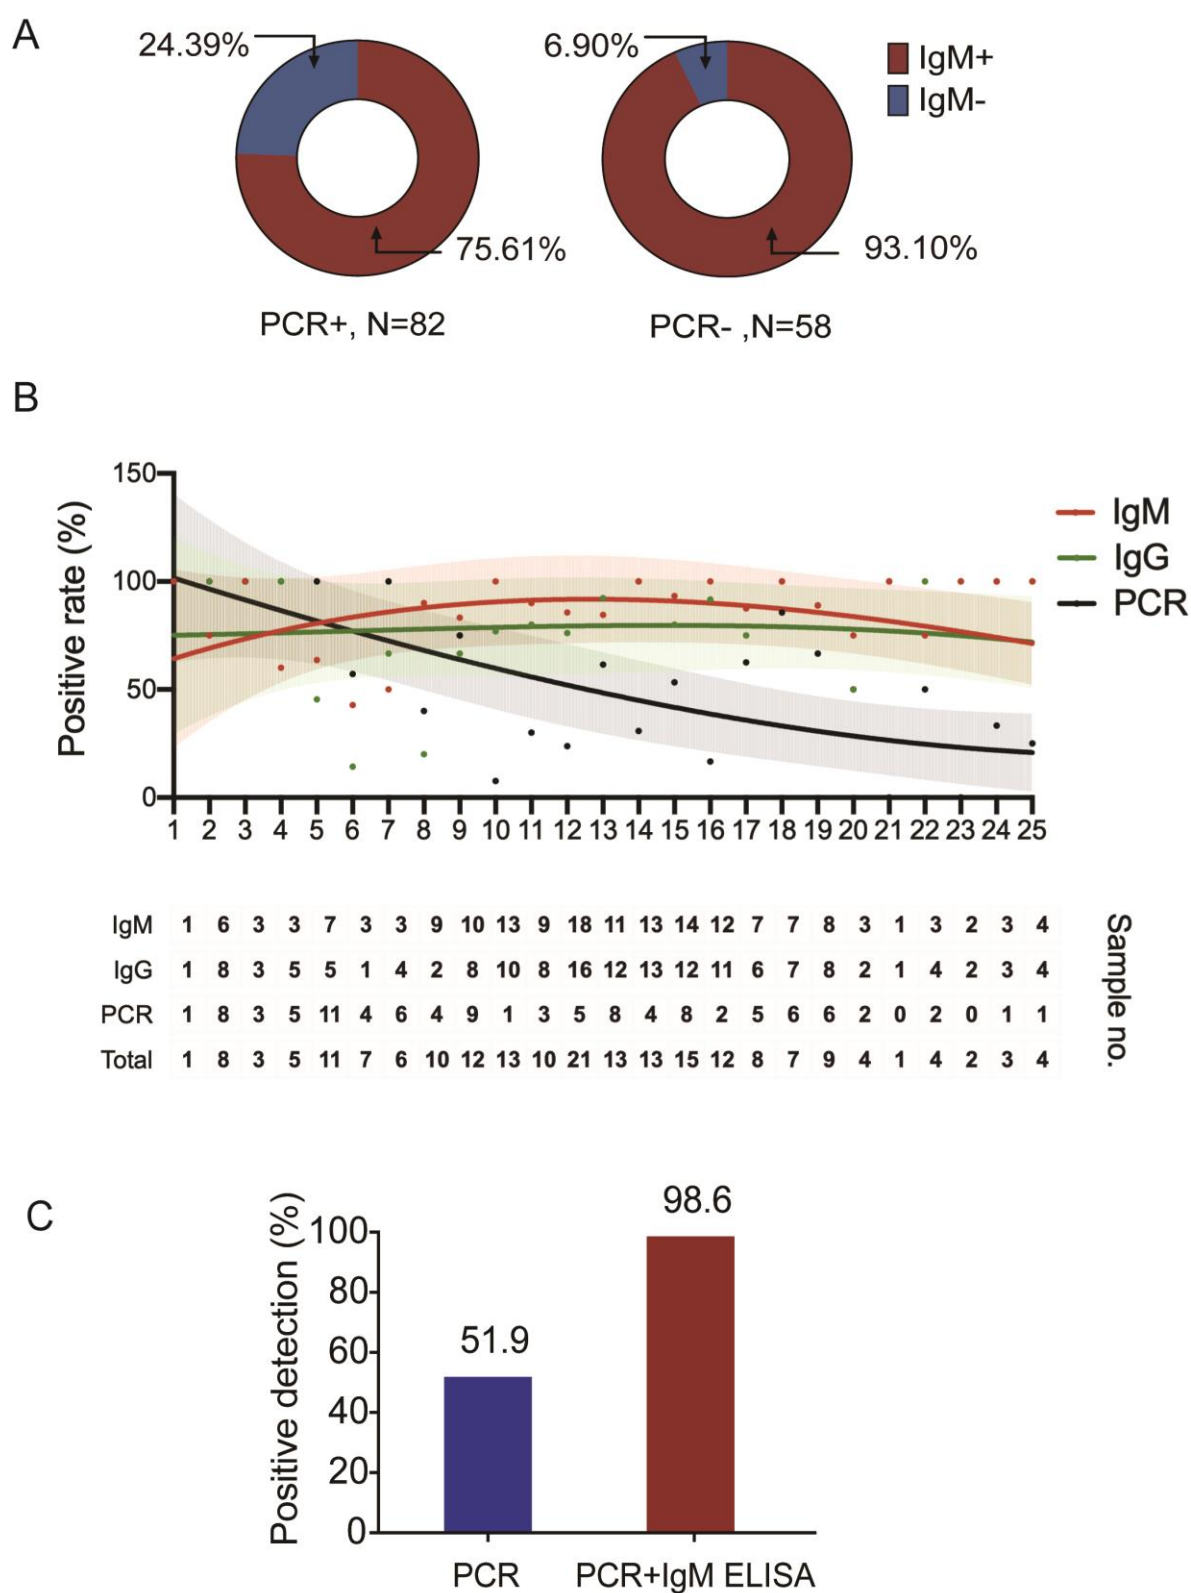 A
24.39%
6.90%
IgM+
IgM-
75.61%
93.10%
PCR+, N=82
PCR- ,N=58
B
Positive rate (%)
150
100
50
0
IgM
IgG
PCR
1 2 3 4 5 6 7 8 9 10 11 12 13 14 15 16 17 18 19 20 21 22 23 24 25
IgM 1 6 3 3 7 3 3 9 10 13 9 18 11 13 14 12 7 7 8 3 1 3 2 3 4
IgG 1 8 3 5 5 1 4 2 8 10 8 16 12 13 12 11 6 7 8 2 1 4 2 3 4
PCR 1 8 3 5 11 4 6 4 9 1 3 5 8 4 8 2 5 6 6 2 0 2 0 1 1
Total 1 8 3 5 11 7 6 10 12 13 10 21 13 13 15 12 8 7 9 4 1 4 2 3 4
Sample no.
C
Positive detection (%)
100
80
60
40
20
0
51.9
98.6
PCR
PCR+IgM ELISA